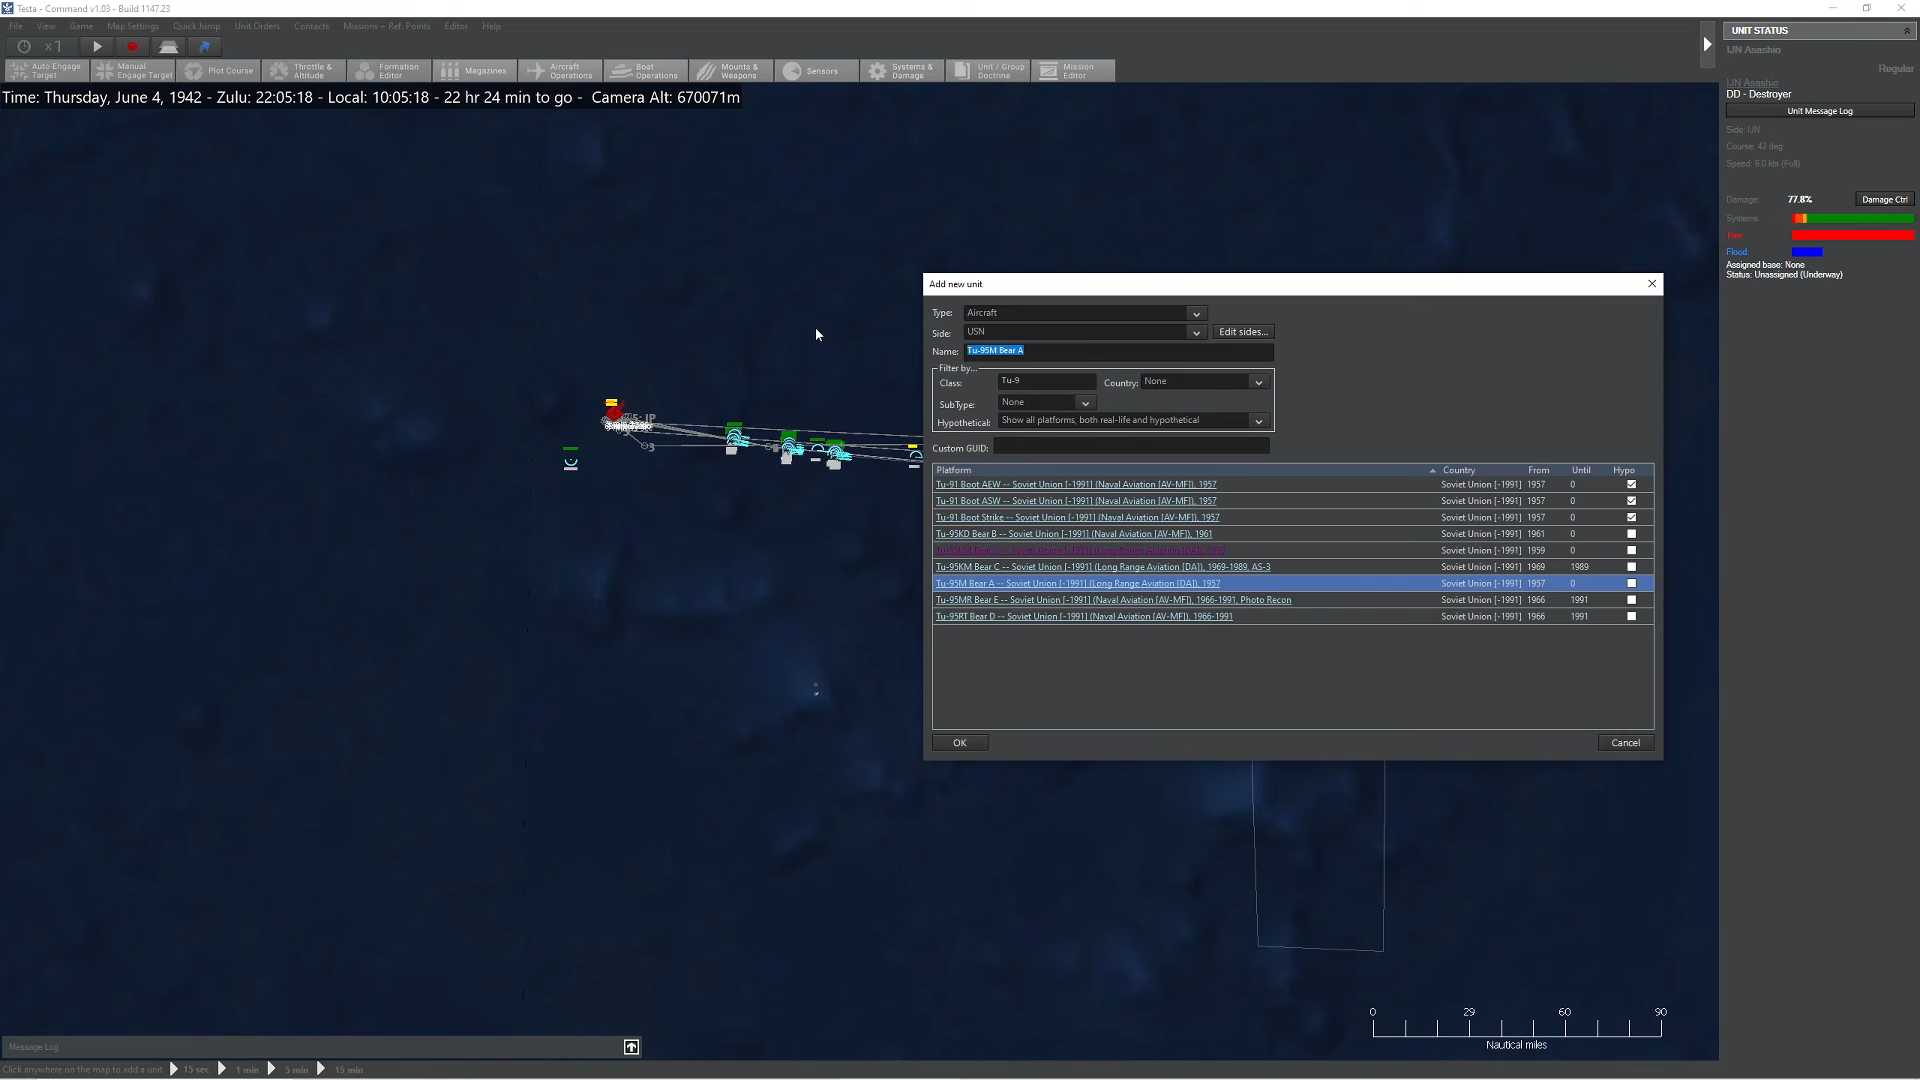 Testa - Command v1.03 - Build 1147.23
File View Game Map Settings Quick Jump Unit Orders Contacts Missions + Ref. Points Editor Help
x1
Auto Engage Target
Manual Engage Target
Plot Course
Throttle & Altitude
Formation Editor
Magazines
Aircraft Operations
Boat Operations
Mounts & Weapons
Sensors
Systems & Damage
Unit / Group Doctrine
Mission Editor
Time: Thursday, June 4, 1942 - Zulu: 22:05:18 - Local: 10:05:18 - 22 hr 24 min to go - Camera Alt: 670071m
UNIT STATUS
IJN Asashio
Regular
IJN Asashio
DD - Destroyer
Unit Message Log
Side: IJN
Course: 42 deg
Speed: 6.0 kts (Full)
Damage: 77.8% Damage Ctrl
Systems:
Fire:
Flood:
Assigned base: None
Status: Unassigned (Underway)
Add new unit
Type: Aircraft
Side: USN Edit sides...
Name: Tu-95M Bear A
Filter by...
Class: Tu-9 Country: None
SubType: None
Hypothetical: Show all platforms, both real-life and hypothetical
Custom GUID:
Platform Country From Until Hypo
Tu-91 Boot AEW -- Soviet Union [-1991] (Naval Aviation [AV-MF]), 1957 Soviet Union [-1991] 1957 0
Tu-91 Boot ASW -- Soviet Union [-1991] (Naval Aviation [AV-MF]), 1957 Soviet Union [-1991] 1957 0
Tu-91 Boot Strike -- Soviet Union [-1991] (Naval Aviation [AV-MF]), 1957 Soviet Union [-1991] 1957 0
Tu-95KD Bear B -- Soviet Union [-1991] (Naval Aviation [AV-MF]), 1961 Soviet Union [-1991] 1961 0
Tu-95KM Bear C -- Soviet Union [-1991] (Long Range Aviation [DA]), 1959 Soviet Union [-1991] 1959 0
Tu-95KM Bear C -- Soviet Union [-1991] (Long Range Aviation [DA]), 1969-1989, AS-3 Soviet Union [-1991] 1969 1989
Tu-95M Bear A -- Soviet Union [-1991] (Long Range Aviation [DA]), 1957 Soviet Union [-1991] 1957 0
Tu-95MR Bear E -- Soviet Union [-1991] (Naval Aviation [AV-MF]), 1966-1991, Photo Recon Soviet Union [-1991] 1966 1991
Tu-95RT Bear D -- Soviet Union [-1991] (Naval Aviation [AV-MF]), 1966-1991 Soviet Union [-1991] 1966 1991
OK Cancel
0 29 60 90
Nautical miles
Message Log
Click anywhere on the map to add a unit 15 sec 1 min 5 min 15 min